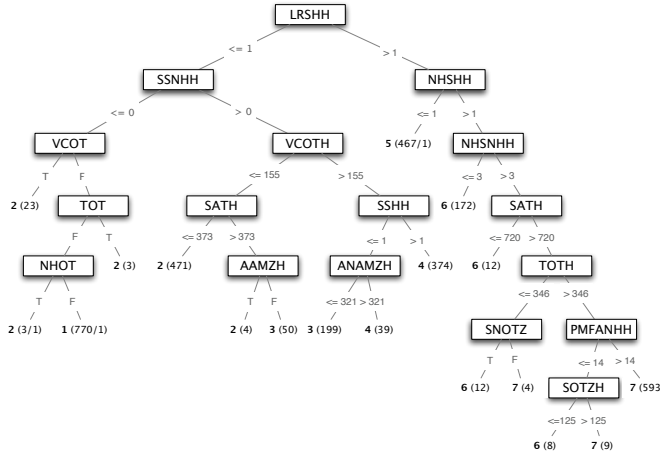 LRSHH
<= 1 > 1
SSNHH NHSHH
<= 0 > 0 <= 1 > 1
VCOT VCOTH 5 (467/1) NHSNHH
T F <= 155 > 155 <= 3 > 3
2 (23) TOT SATH SSHH 6 (172) SATH
F T <= 373 > 373 <= 1 > 1 <= 720 > 720
NHOT 2 (3) 2 (471) AAMZH ANAMZH 4 (374) 6 (12) TOTH
T F T F <= 321 > 321 <= 346 > 346
2 (3/1) 1 (770/1) 2 (4) 3 (50) 3 (199) 4 (39) SNOTZ PMFANHH
T F <= 14 > 14
6 (12) 7 (4) SOTZH 7 (593
<=125 > 125
6 (8) 7 (9)